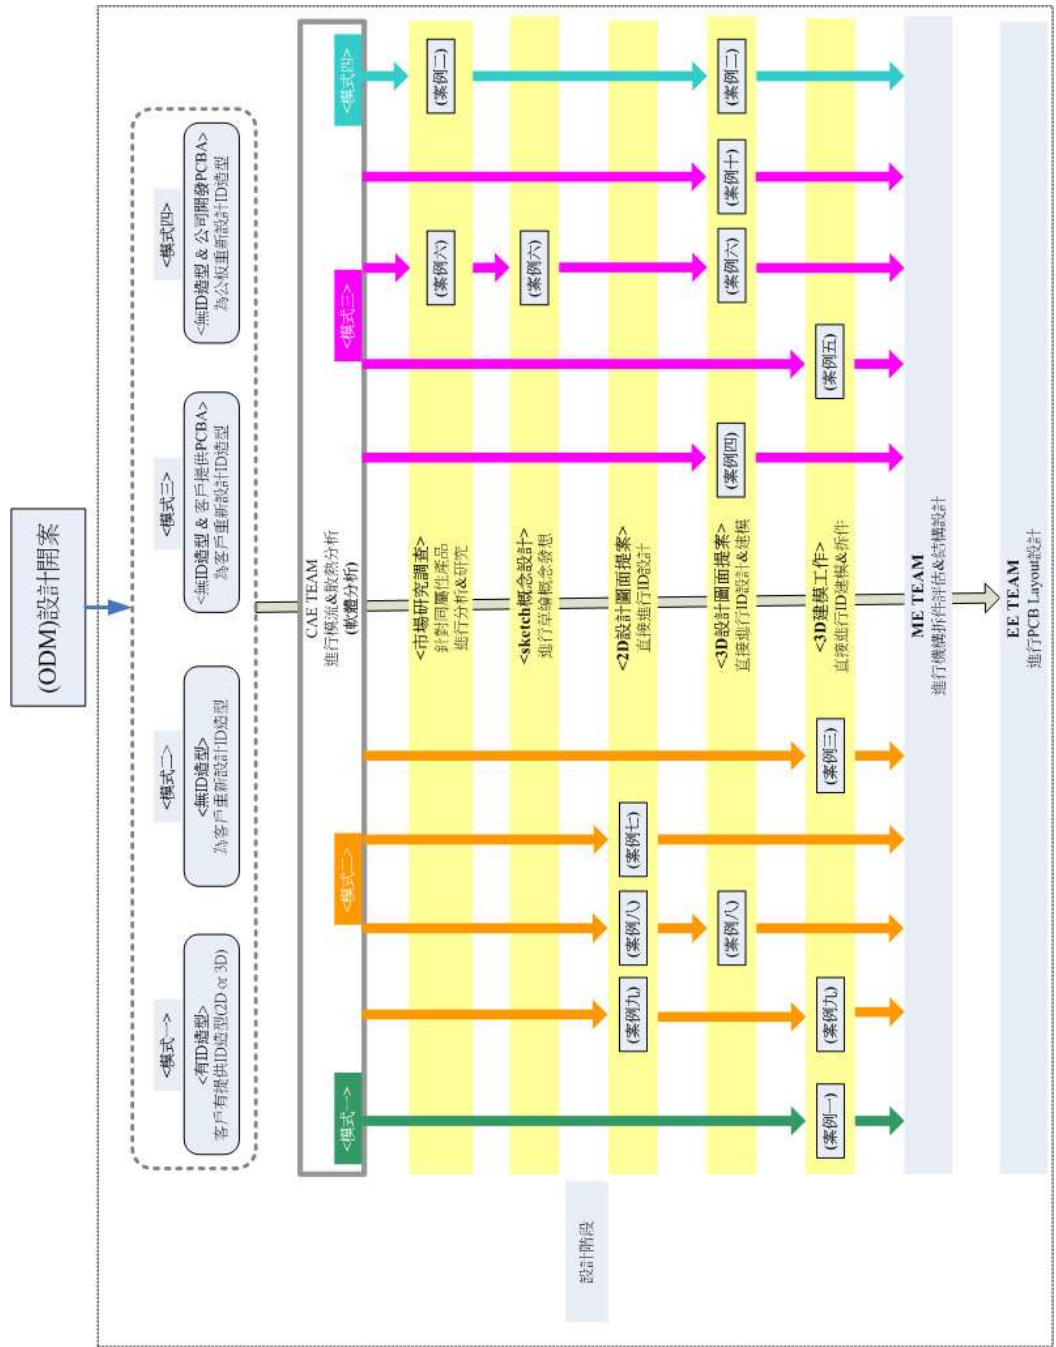 (ODM)設計開案
<模式一>
<有ID造型>
客戶有提供ID造型(2D or 3D)
<模式二>
<無ID造型>
為客戶重新設計ID造型
<模式三>
<無ID造型 & 客戶提供PCBA>
為客戶重新設計ID造型
<模式四>
<無ID造型 & 公司開發PCBA>
為公板重新設計ID造型
CAE TEAM
進行模流&散熱分析
(軟體分析)
<模式一>
<模式二>
<模式三>
<模式四>
設計階段
<市場研究調查>
針對同屬性產品
進行分析&研究
(案例六)
(案例二)
<sketch概念設計>
進行草繪概念發想
(案例六)
(案例九)
(案例八)
(案例七)
<2D設計圖面提案>
直接進行ID設計
(案例八)
<3D設計圖面提案>
直接進行ID設計&建模
(案例四)
(案例六)
(案例十)
(案例二)
(案例一)
(案例九)
(案例三)
<3D建模工作>
直接進行ID建模&拆件
(案例五)
ME TEAM
進行機構拆件評估&結構設計
EE TEAM
進行PCB Layout設計